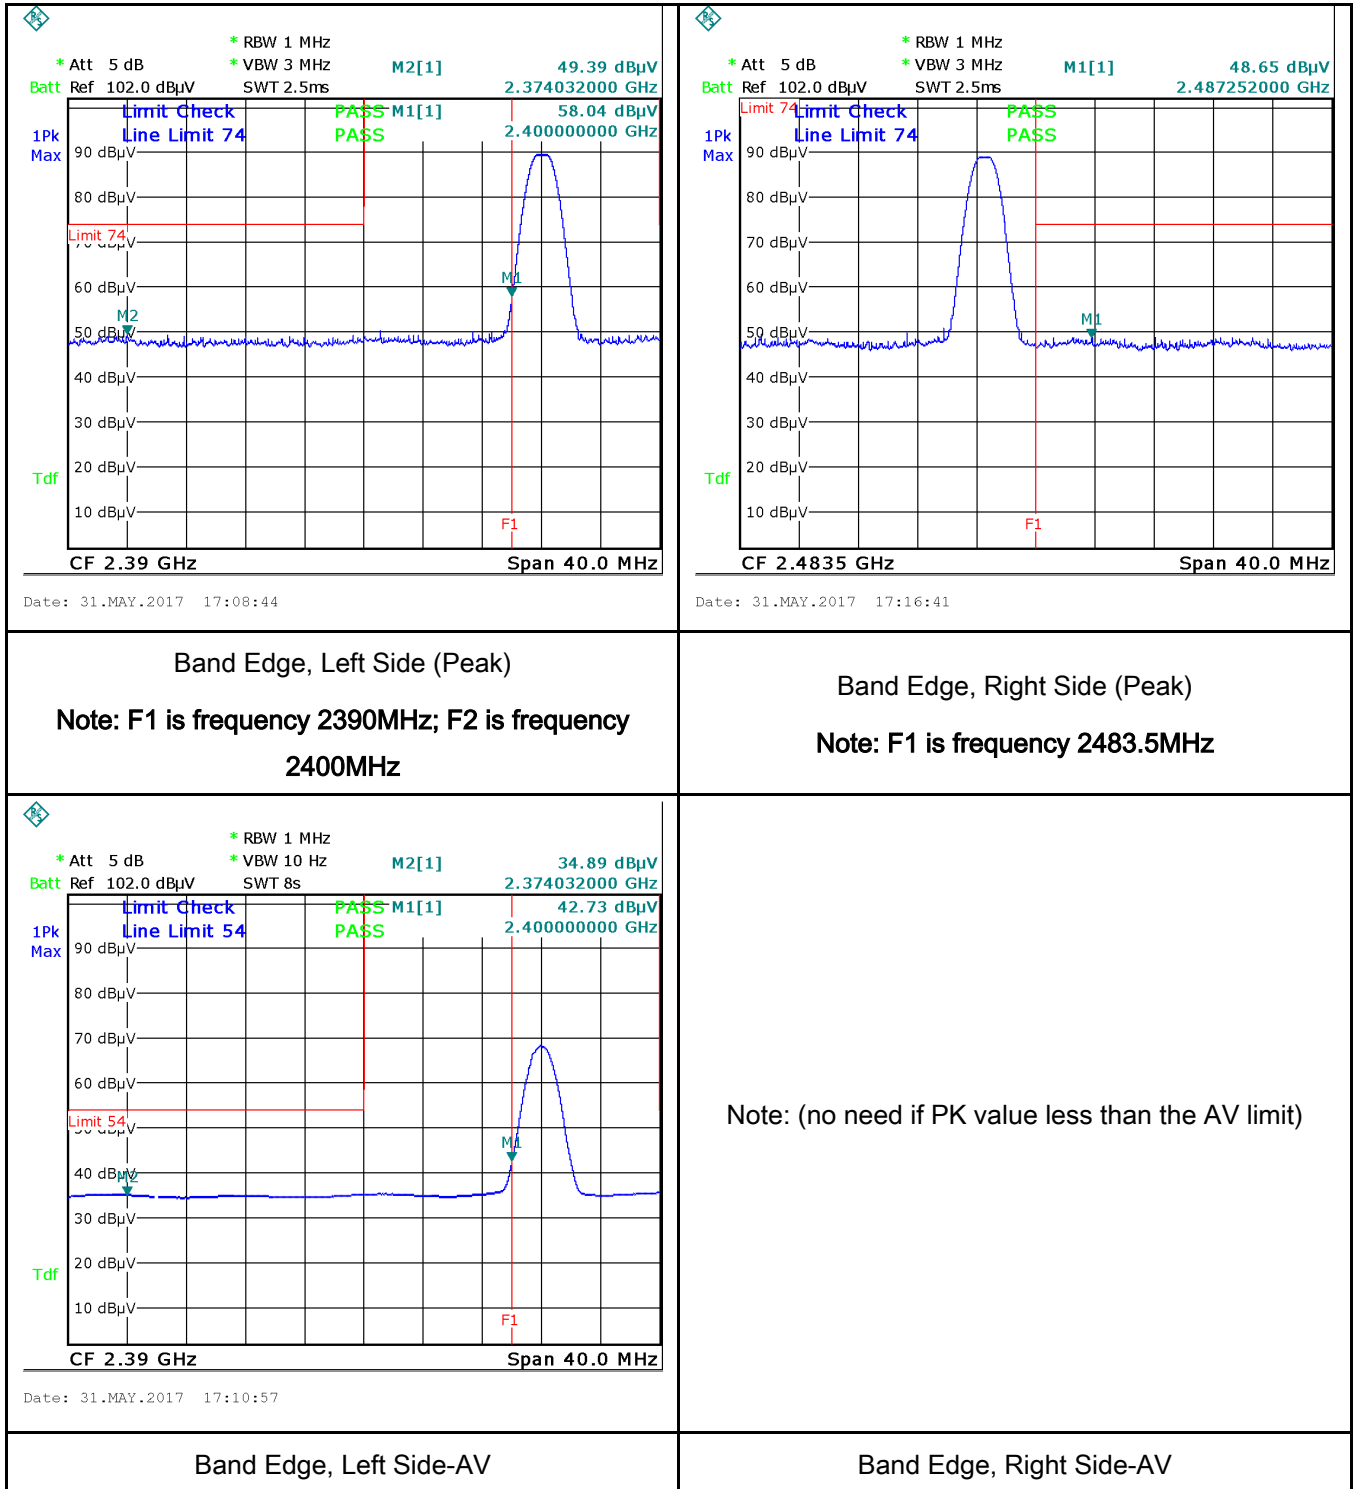 * RBW 1 MHz
* Att 5 dB * VBW 3 MHz M2[1] 49.39 dBµV
Batt Ref 102.0 dBµV SWT 2.5ms 2.374032000 GHz
Limit Check PASS M1[1] 58.04 dBµV
1Pk Line Limit 74 PASS 2.400000000 GHz
Max 90 dBµV
80 dBµV
Limit 74
70 dBµV
M1
60 dBµV
M2
50 dBµV
40 dBµV
30 dBµV
20 dBµV
Tdf
10 dBµV
F1
CF 2.39 GHz Span 40.0 MHz
Date: 31.MAY.2017 17:08:44
* RBW 1 MHz
* Att 5 dB * VBW 3 MHz M1[1] 48.65 dBµV
Batt Ref 102.0 dBµV SWT 2.5ms 2.487252000 GHz
Limit 74 Limit Check PASS
1Pk Line Limit 74 PASS
Max 90 dBµV
80 dBµV
70 dBµV
60 dBµV
M1
50 dBµV
40 dBµV
30 dBµV
20 dBµV
Tdf
10 dBµV
F1
CF 2.4835 GHz Span 40.0 MHz
Date: 31.MAY.2017 17:16:41
Band Edge, Left Side (Peak)
Note: F1 is frequency 2390MHz; F2 is frequency
2400MHz
Band Edge, Right Side (Peak)
Note: F1 is frequency 2483.5MHz
* RBW 1 MHz
* Att 5 dB * VBW 10 Hz M2[1] 34.89 dBµV
Batt Ref 102.0 dBµV SWT 8s 2.374032000 GHz
Limit Check PASS M1[1] 42.73 dBµV
1Pk Line Limit 54 PASS 2.400000000 GHz
Max 90 dBµV
80 dBµV
70 dBµV
60 dBµV
Limit 54
50 dBµV
M1
40 dBµV
M2
30 dBµV
20 dBµV
Tdf
10 dBµV
F1
CF 2.39 GHz Span 40.0 MHz
Date: 31.MAY.2017 17:10:57
Note: (no need if PK value less than the AV limit)
Band Edge, Left Side-AV
Band Edge, Right Side-AV